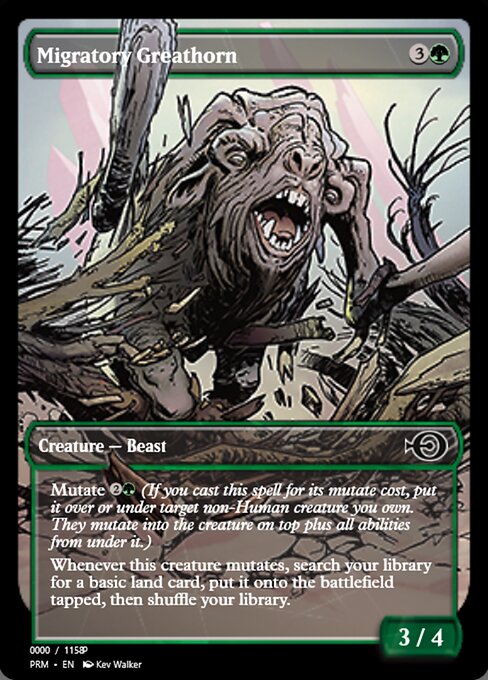 Migratory Greathorn 3
Creature — Beast
Mutate 2 (If you cast this spell for its mutate cost, put
it over or under target non-Human creature you own.
They mutate into the creature on top plus all abilities
from under it.)
Whenever this creature mutates, search your library
for a basic land card, put it onto the battlefield
tapped, then shuffle your library.
3 / 4
0000 / 1158P
PRM • EN Kev Walker